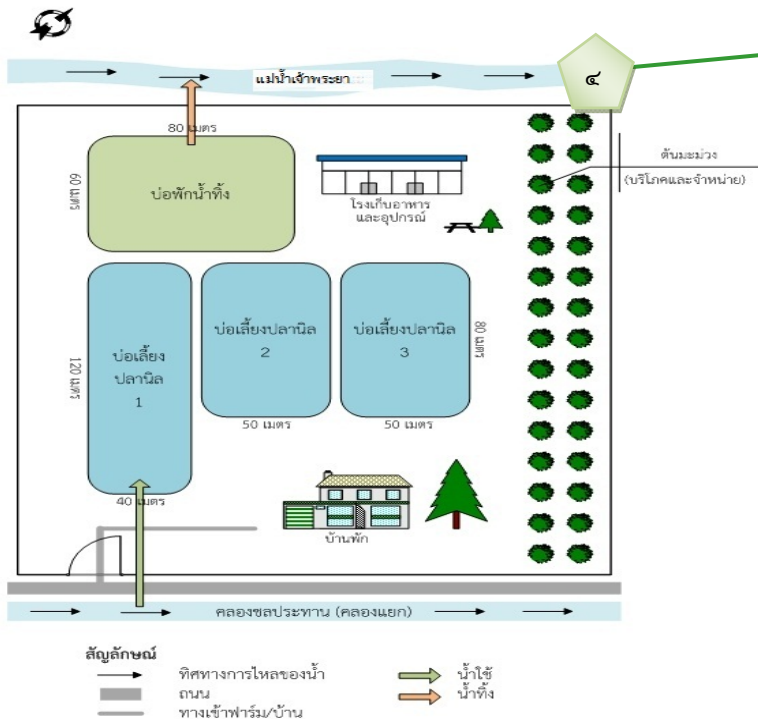 แม่น้ำเจ้าพระยา
๔
80 เมตร
60 เมตร
บ่อพักน้ำทิ้ง
โรงเก็บอาหาร
และอุปกรณ์
ต้นมะม่วง
(บริโภคและจำหน่าย)
120 เมตร
บ่อเลี้ยง
ปลานิล
1
บ่อเลี้ยงปลานิล
2
บ่อเลี้ยงปลานิล
3
80 เมตร
50 เมตร
50 เมตร
40 เมตร
บ้านพัก
คลองชลประทาน (คลองแยก)
สัญลักษณ์
ทิศทางการไหลของน้ำ
ถนน
ทางเข้าฟาร์ม/บ้าน
น้ำใช้
น้ำทิ้ง